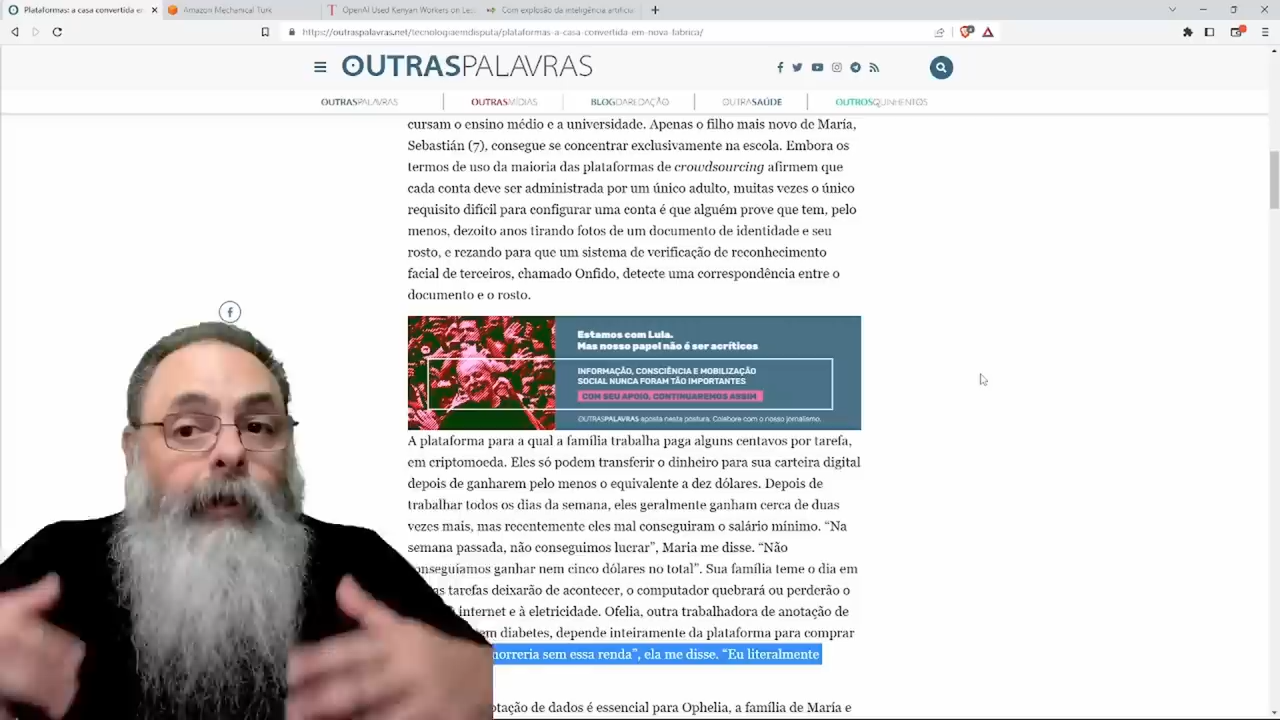 Plataformas: a casa convertida en
Amazon Mechanical Turk
OpenAI Used Kenyan Workers on Les
Com explosão da inteligência artificia
https://outraspalavras.net/tecnologiaemdisputa/plataformas-a-casa-convertida-em-nova-fabrica/
OUTRASPALAVRAS
OUTRASPALAVRAS
OUTRASMÍDIAS
BLOGDAREDAÇÃO
OUTRASAÚDE
OUTROSQUINHENTOS
cursam o ensino médio e a universidade. Apenas o filho mais novo de María,
Sebastián (7), consegue se concentrar exclusivamente na escola. Embora os
termos de uso da maioria das plataformas de crowdsourcing afirmem que
cada conta deve ser administrada por um único adulto, muitas vezes o único
requisito difícil para configurar uma conta é que alguém prove que tem, pelo
menos, dezoito anos tirando fotos de um documento de identidade e seu
rosto, e rezando para que um sistema de verificação de reconhecimento
facial de terceiros, chamado Onfido, detecte uma correspondência entre o
documento e o rosto.
Estamos com Lula.
Mas nosso papel não é ser acríticos
INFORMAÇÃO, CONSCIÊNCIA E MOBILIZAÇÃO
SOCIAL NUNCA FORAM TÃO IMPORTANTES
COM SEU APOIO, CONTINUAREMOS ASSIM
OUTRASPALAVRAS aposta nesta postura. Colabore com o nosso jornalismo.
A plataforma para a qual a família trabalha paga alguns centavos por tarefa,
em criptomoeda. Eles só podem transferir o dinheiro para sua carteira digital
depois de ganharem pelo menos o equivalente a dez dólares. Depois de
trabalhar todos os dias da semana, eles geralmente ganham cerca de duas
vezes mais, mas recentemente eles mal conseguiram o salário mínimo. “Na
semana passada, não conseguimos lucrar”, Maria me disse. “Não
conseguíamos ganhar nem cinco dólares no total”. Sua família teme o dia em
as tarefas deixarão de acontecer, o computador quebrará ou perderão o
internet e à eletricidade. Ofelia, outra trabalhadora de anotação de
tem diabetes, depende inteiramente da plataforma para comprar
morreria sem essa renda”, ela me disse. “Eu literalmente
de dados é essencial para Ophelia, a família de María e